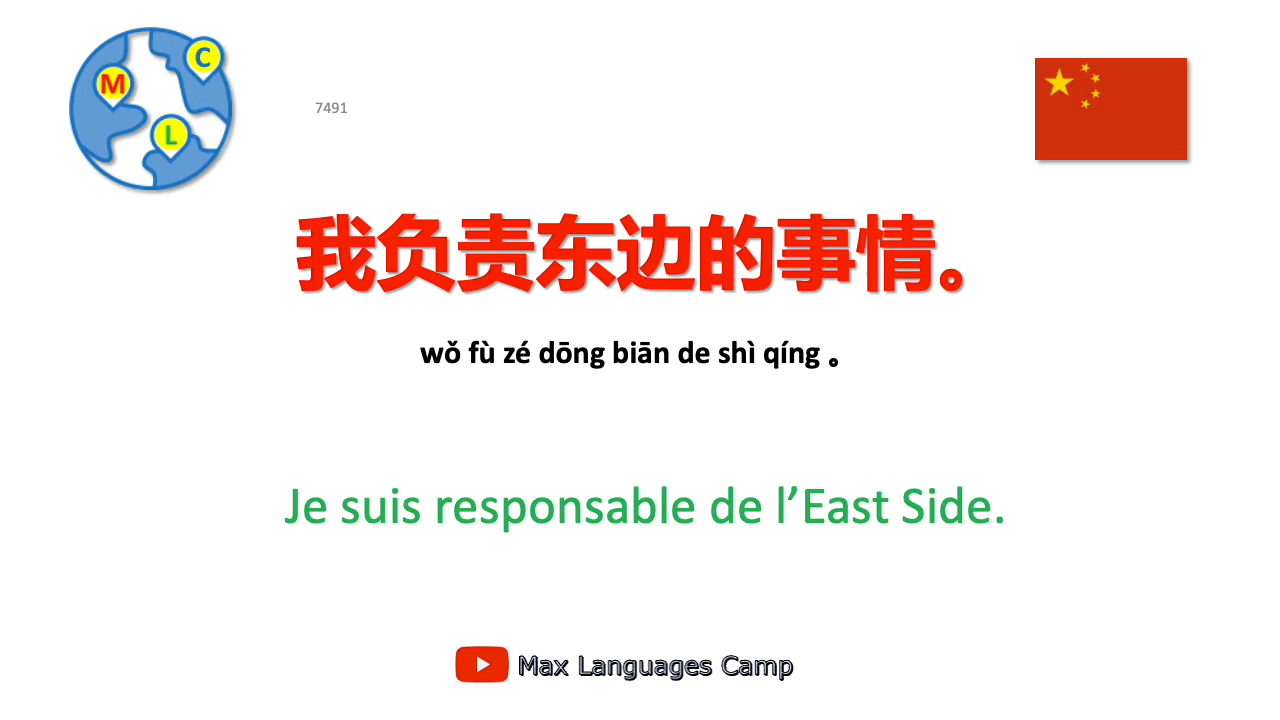 M
C
L
7491
我负责东边的事情。
wǒ fù zé dōng biān de shì qíng 。
Je suis responsable de l’East Side.
Max Languages Camp